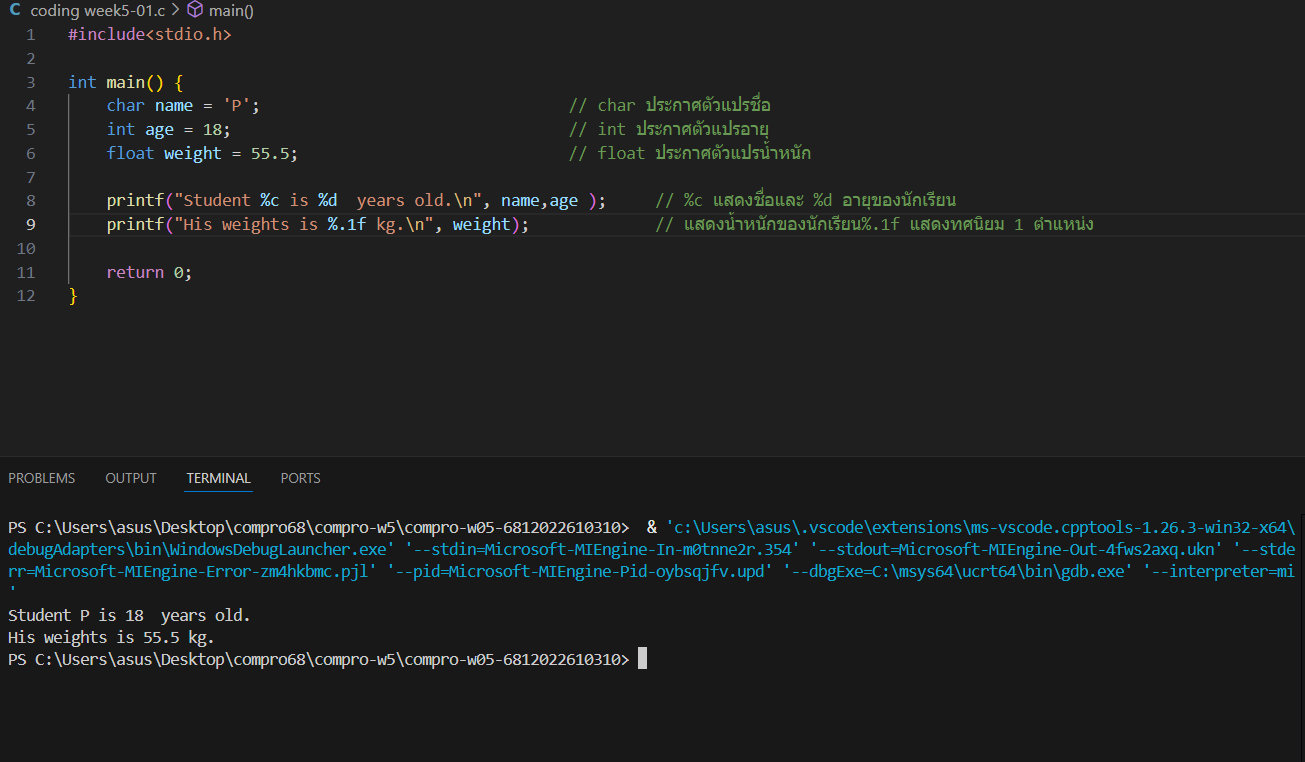 C coding week5-01.c > main()
1 #include<stdio.h>
2
3 int main() {
4     char name = 'P';                                // char ประกาศตัวแปรชื่อ
5     int age = 18;                                   // int ประกาศตัวแปรอายุ
6     float weight = 55.5;                            // float ประกาศตัวแปรน้ำหนัก
7
8     printf("Student %c is %d  years old.\n", name,age );     // %c แสดงชื่อและ %d อายุของนักเรียน
9     printf("His weights is %.1f kg.\n", weight);             // แสดงน้ำหนักของนักเรียน%.1f แสดงทศนิยม 1 ตำแหน่ง
10
11     return 0;
12 }
PROBLEMS OUTPUT TERMINAL PORTS
PS C:\Users\asus\Desktop\compro68\compro-w5\compro-w05-6812022610310>  & 'c:\Users\asus\.vscode\extensions\ms-vscode.cpptools-1.26.3-win32-x64\
debugAdapters\bin\WindowsDebugLauncher.exe' '--stdin=Microsoft-MIEngine-In-m0tnne2r.354' '--stdout=Microsoft-MIEngine-Out-4fws2axq.ukn' '--stde
rr=Microsoft-MIEngine-Error-zm4hkbmc.pjl' '--pid=Microsoft-MIEngine-Pid-oybsqjfv.upd' '--dbgExe=C:\msys64\ucrt64\bin\gdb.exe' '--interpreter=mi
'
Student P is 18  years old.
His weights is 55.5 kg.
PS C:\Users\asus\Desktop\compro68\compro-w5\compro-w05-6812022610310>